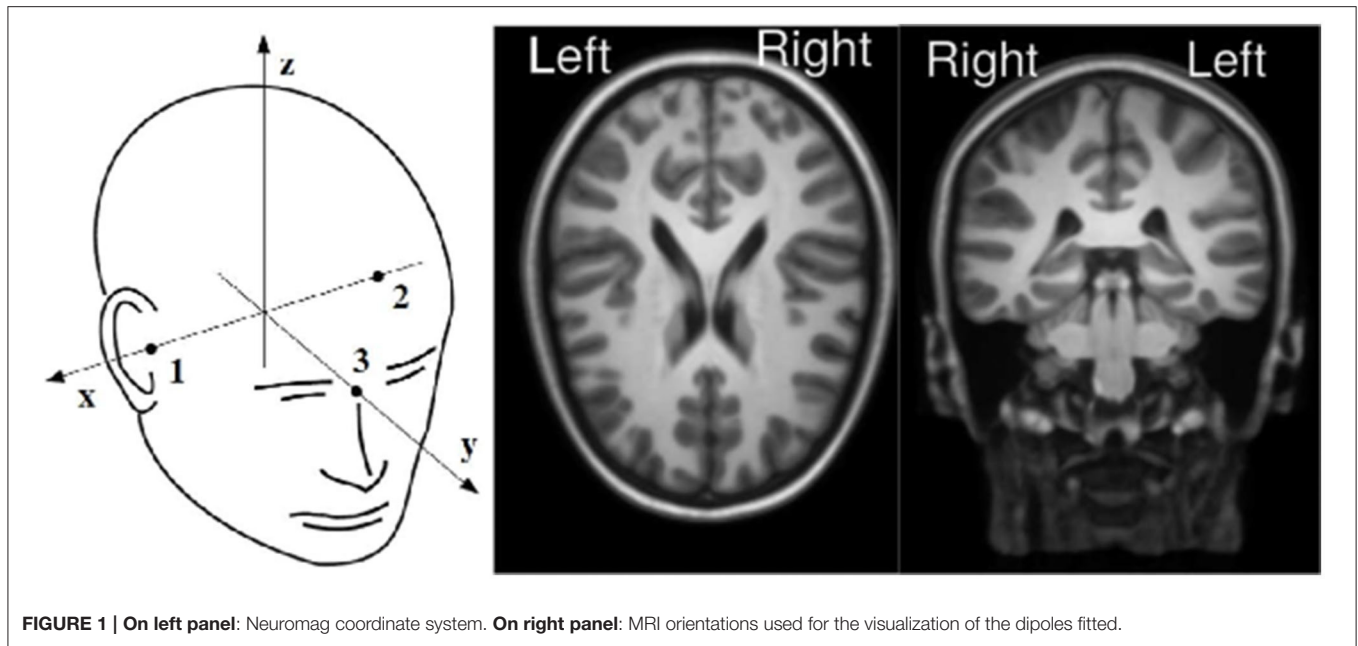 z
2
1
3
x
y
Left Right
Right Left
FIGURE 1 | On left panel: Neuromag coordinate system. On right panel: MRI orientations used for the visualization of the dipoles fitted.